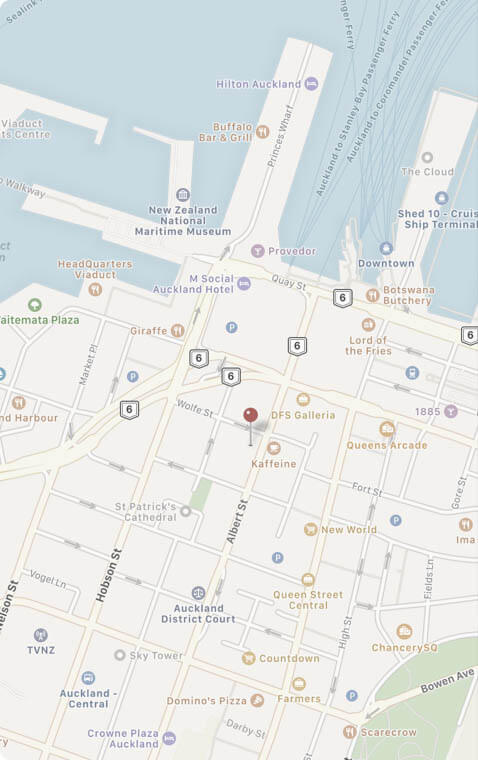 Sealink
Hilton Auckland
Buffalo
Bar & Grill
Princes Wharf
Passenger Ferry
Auckland to Stanley Bay Passenger Ferry
Auckland to Coromandel Passenger Ferry
Viaduct
Centre
The Cloud
Walkway
New Zealand
National
Maritime Museum
Shed 10 - Cruis
Ship Terminal
Provedor
Downtown
HeadQuarters
Viaduct
M Social
Auckland Hotel
Quay St
6
Botswana
Butchery
Waitemata Plaza
Giraffe
6
Lord of
the Fries
6
6
Market Pl
6
6
DFS Galleria
1885
Wolfe St
nd Harbour
Queens Arcade
Kaffeine
Fort St
Gore St
St Patrick's
Cathedral
Albert St
New World
Ima
Vogel Ln
Hobson St
Nelson St
Queen Street
Central
Fields Ln
Auckland
District Court
High St
TVNZ
ChancerySQ
Sky Tower
Countdown
Auckland -
Central
Farmers
Bowen Ave
Domino's Pizza
Crowne Plaza
Auckland
Darby St
Scarecrow